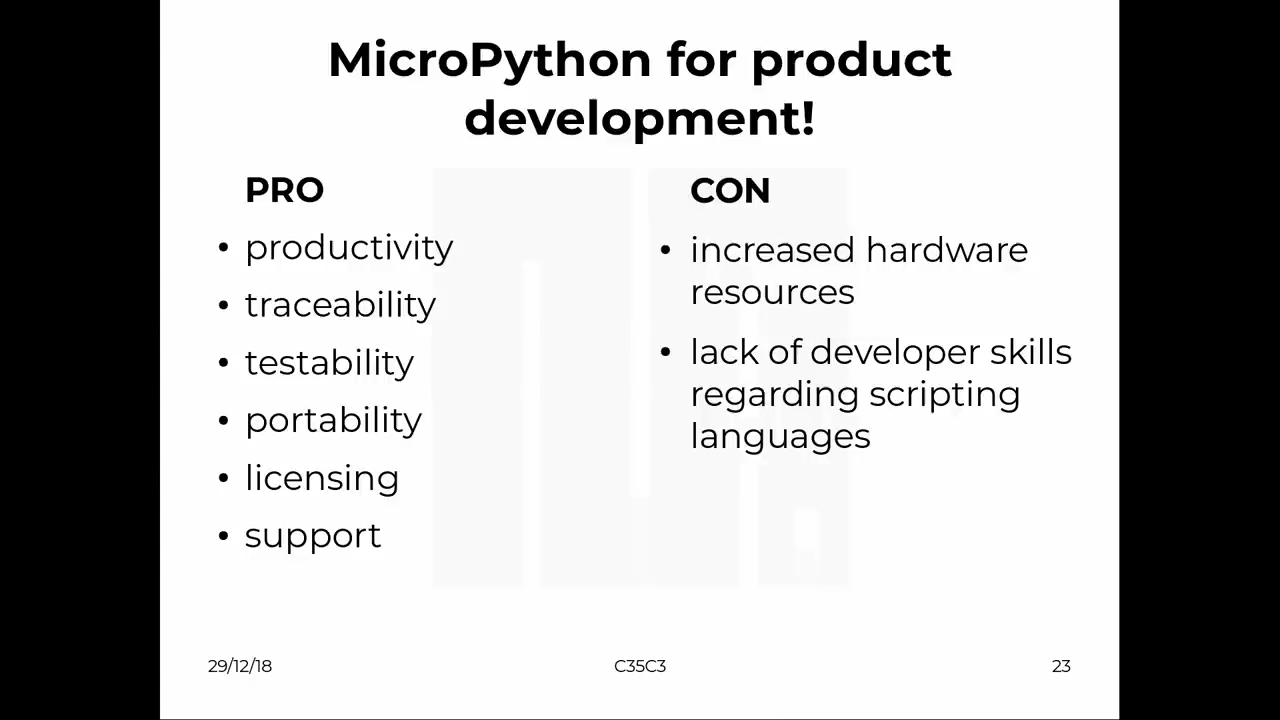 MicroPython for product
development!
PRO
• productivity
• traceability
• testability
• portability
• licensing
• support
CON
• increased hardware
resources
• lack of developer skills
regarding scripting
languages
29/12/18
C35C3
23